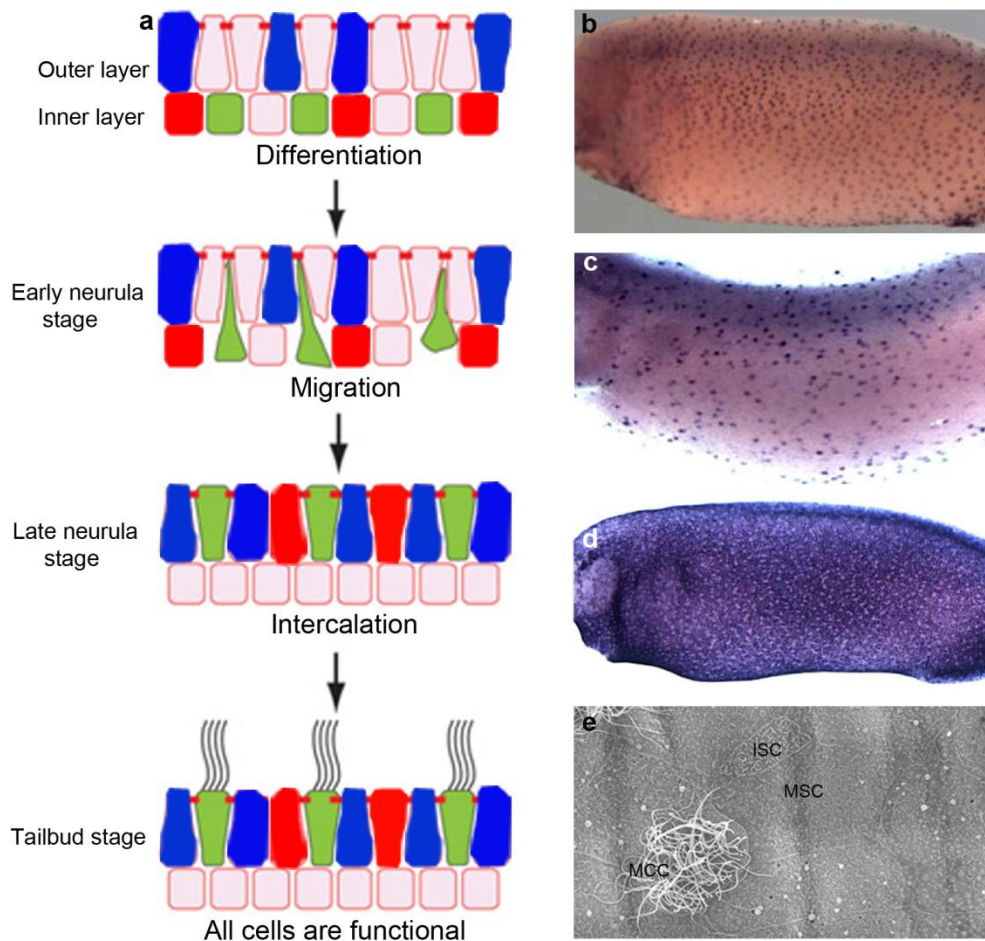 a
Outer layer
Inner layer
Differentiation
Early neurula
stage
Migration
Late neurula
stage
Intercalation
Tailbud stage
All cells are functional
b
c
d
e
ISC
MSC
MCC